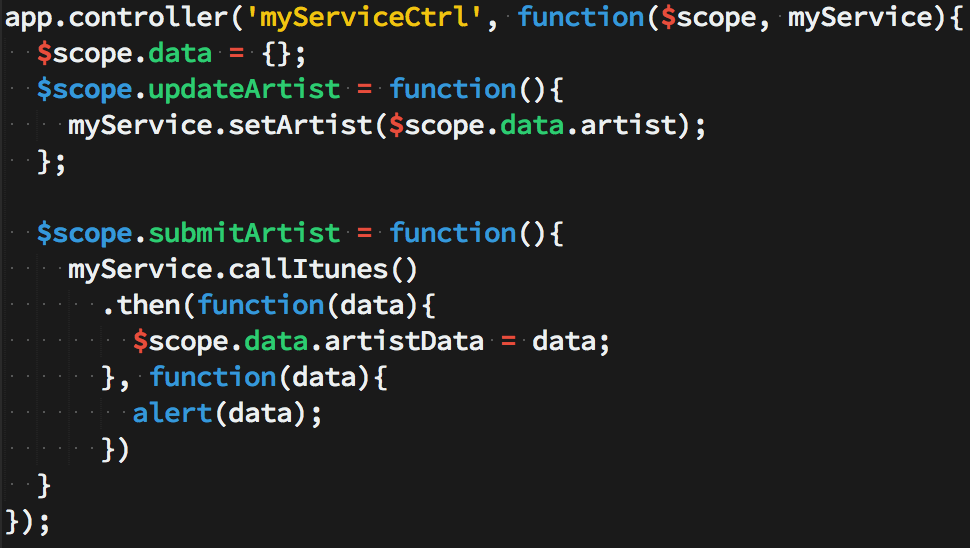 app.controller('myServiceCtrl', function($scope, myService){
  $scope.data = {};
  $scope.updateArtist = function(){
    myService.setArtist($scope.data.artist);
  };

  $scope.submitArtist = function(){
    myService.callItunes()
      .then(function(data){
        $scope.data.artistData = data;
      }, function(data){
        alert(data);
      })
  }
});